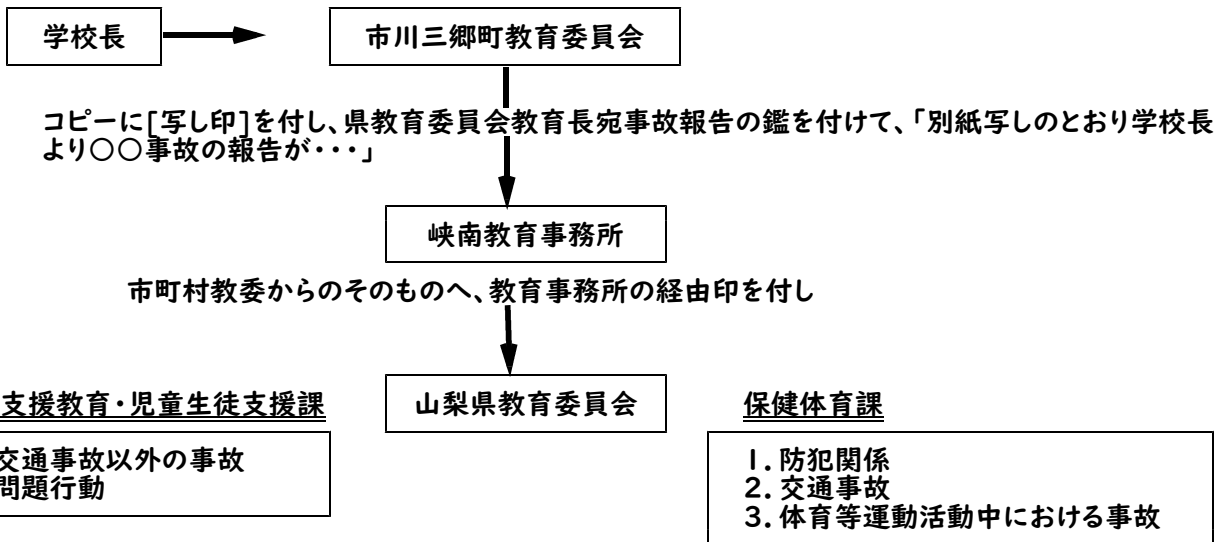 学校長
市川三郷町教育委員会
コピーに[写し印]を付し、県教育委員会教育長宛事故報告の鑑を付けて、「別紙写しのとおり学校長
より○○事故の報告が・・・」
峡南教育事務所
市町村教委からのそのものへ、教育事務所の経由印を付し
支援教育・児童生徒支援課
山梨県教育委員会
保健体育課
交通事故以外の事故
問題行動
1.防犯関係
2.交通事故
3.体育等運動活動中における事故